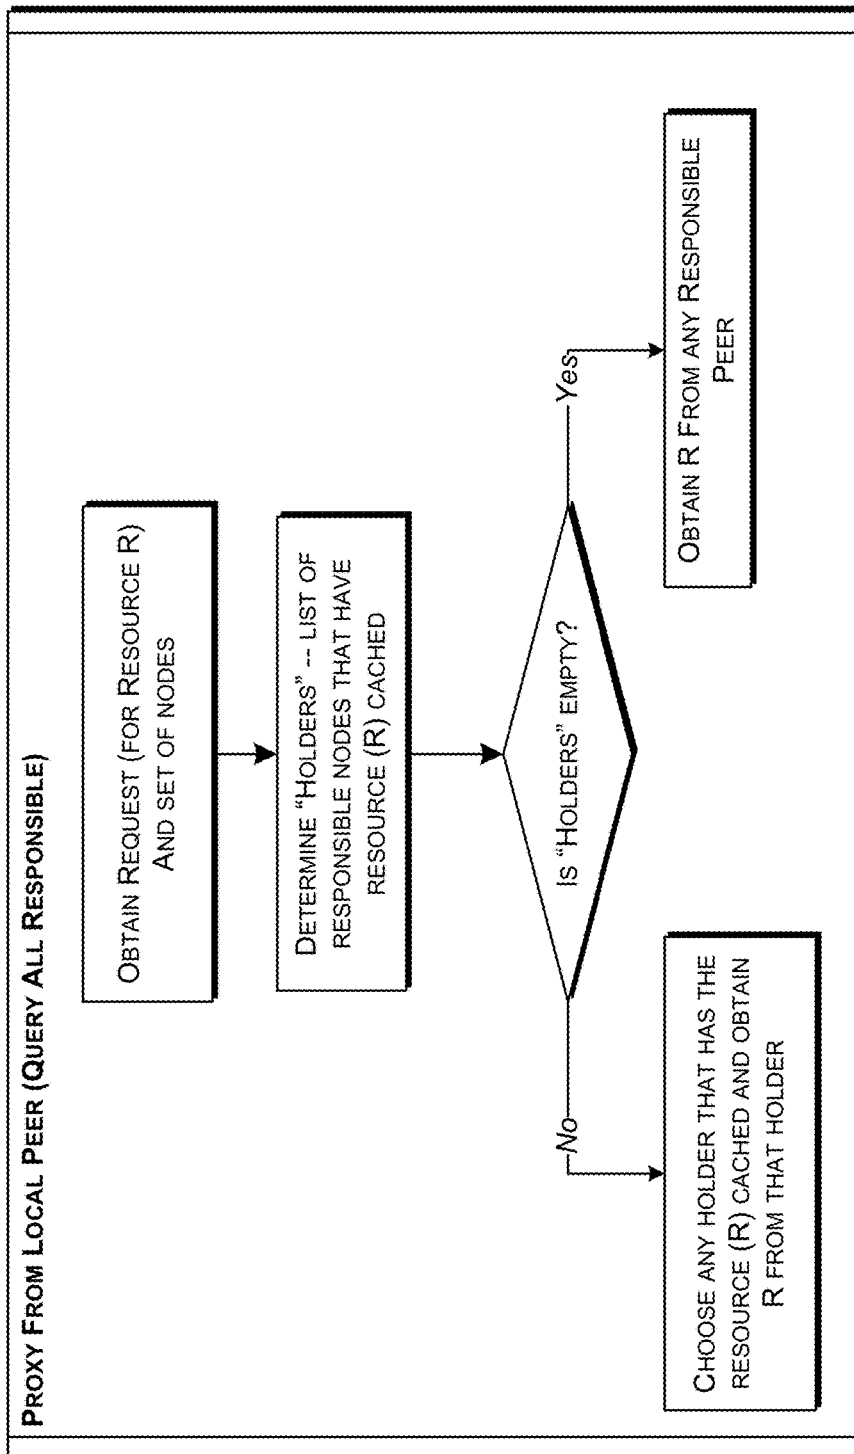 PROXY FROM LOCAL PEER (QUERY ALL RESPONSIBLE)
OBTAIN REQUEST (FOR RESOURCE R)
AND SET OF NODES
DETERMINE “HOLDERS” -- LIST OF
RESPONSIBLE NODES THAT HAVE
RESOURCE (R) CACHED
IS “HOLDERS” EMPTY?
No
Yes
CHOOSE ANY HOLDER THAT HAS THE
RESOURCE (R) CACHED AND OBTAIN
R FROM THAT HOLDER
OBTAIN R FROM ANY RESPONSIBLE
PEER